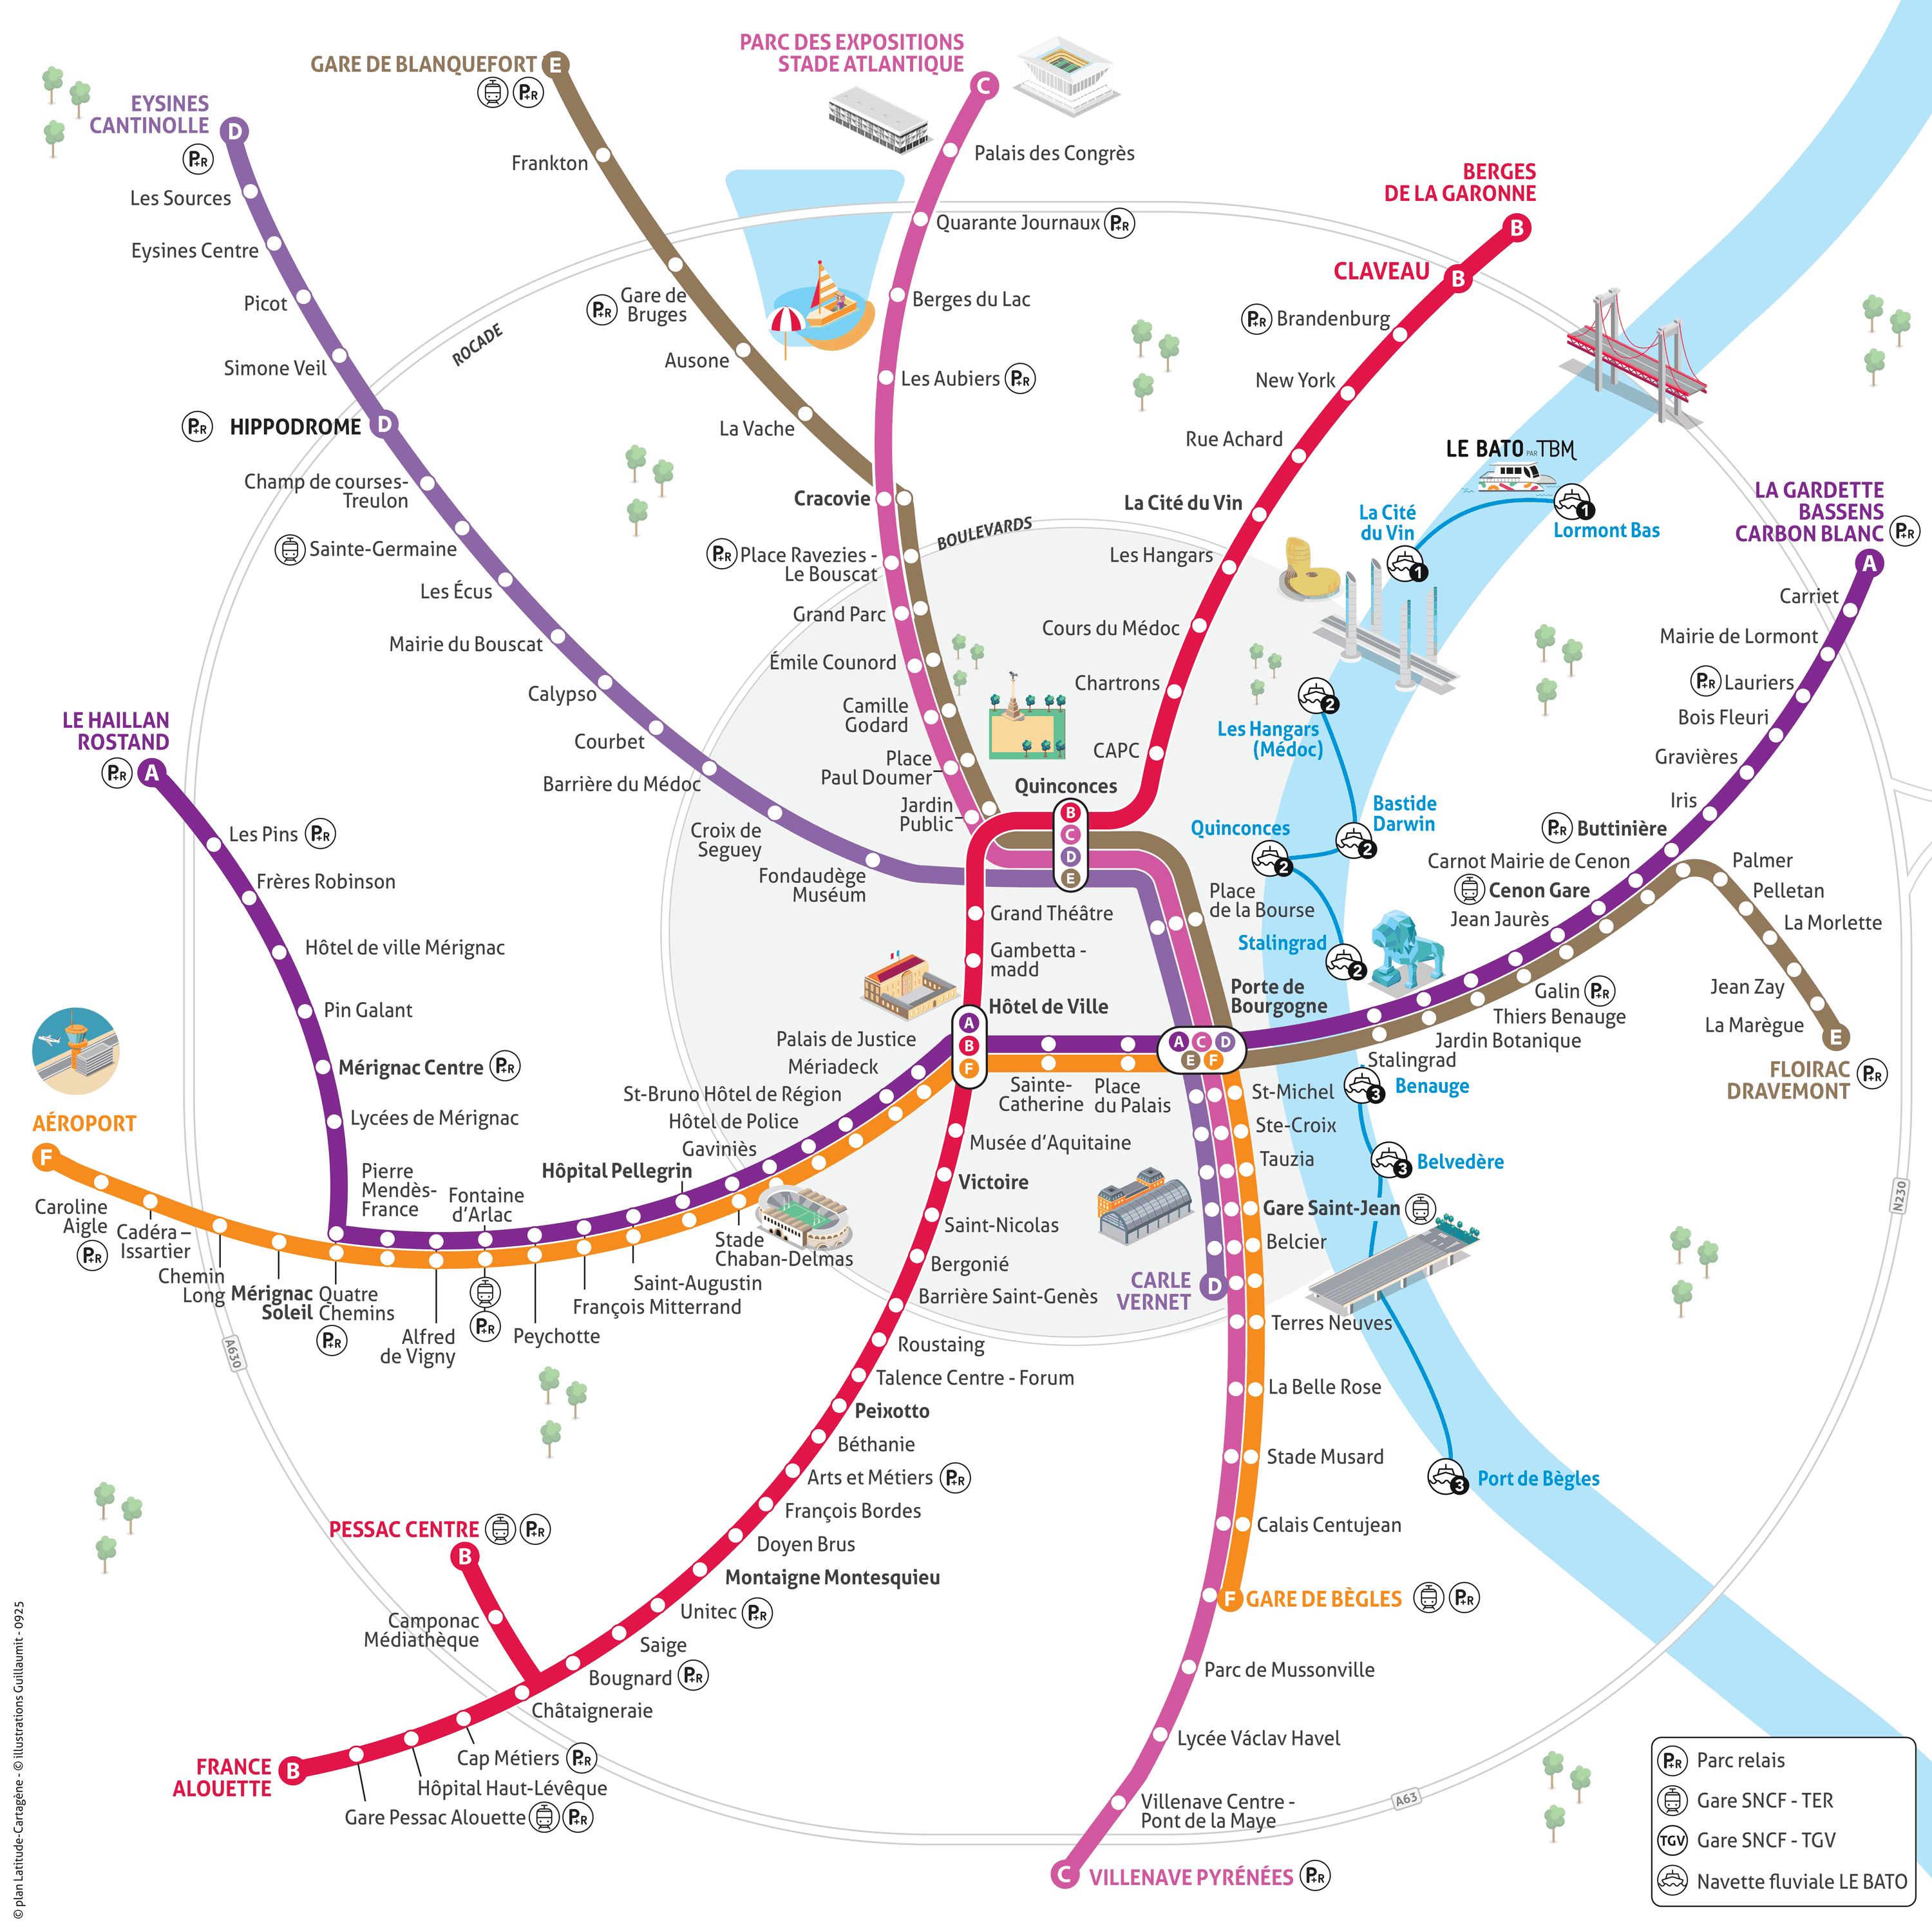 PARC DES EXPOSITIONS
STADE ATLANTIQUE
C
GARE DE BLANQUEFORT
E
P+R
EYSINES
CANTINOLLE
D
P+R
Les Sources
Eysines Centre
Picot
Simone Veil
P+R
HIPPODROME
D
Champ de courses-
Treulon
Sainte-Germaine
Les Écus
Mairie du Bouscat
Calypso
Courbet
Barrière du Médoc
Croix de
Seguey
Fondaudège
Muséum
Frankton
P+R
Gare de
Bruges
Ausone
La Vache
ROCADE
Palais des Congrès
Quarante Journaux
P+R
Berges du Lac
Les Aubiers
P+R
Cracovie
BOULEVARDS
P+R
Place Ravezies -
Le Bouscat
Grand Parc
Émile Counord
Camille
Godard
Place
Paul Doumer
Jardin
Public
BERGES
DE LA GARONNE
B
CLAVEAU
B
P+R
Brandenburg
New York
Rue Achard
La Cité du Vin
Les Hangars
Cours du Médoc
Chartrons
CAPC
Quinconces
B
C
D
E
LE BATO PAR TBM
La Cité
du Vin
1
1
Lormont Bas
2
Les Hangars
(Médoc)
Bastide
Darwin
2
Quinconces
2
Stalingrad
2
LA GARDETTE
BASSENS
CARBON BLANC
P+R
A
Carriet
Mairie de Lormont
P+R
Lauriers
Bois Fleuri
Gravières
Iris
P+R
Buttinière
Carnot Mairie de Cenon
Cenon Gare
Jean Jaurès
Palmer
Pelletan
La Morlette
Jean Zay
La Marègue
E
FLOIRAC
DRAVEMONT
P+R
Galin
P+R
Thiers Benauge
Jardin Botanique
Stalingrad
Place
de la Bourse
Porte de
Bourgogne
A C D
E F
Grand Théâtre
Gambetta -
madd
Hôtel de Ville
A
B
F
Sainte-
Catherine
Place
du Palais
LE HAILLAN
ROSTAND
P+R
A
Les Pins
P+R
Frères Robinson
Hôtel de ville Mérignac
Pin Galant
Mérignac Centre
P+R
Lycées de Mérignac
Pierre
Mendès-
France
Fontaine
d'Arlac
Hôpital Pellegrin
Gaviniès
Hôtel de Police
St-Bruno Hôtel de Région
Mériadeck
Palais de Justice
AÉROPORT
F
Caroline
Aigle
P+R
Cadéra –
Issartier
Chemin
Long
Mérignac
Soleil
Quatre
Chemins
P+R
Alfred
de Vigny
P+R
Peychotte
François Mitterrand
Saint-Augustin
Stade
Chaban-Delmas
A630
Musée d'Aquitaine
Victoire
Saint-Nicolas
Bergonié
Barrière Saint-Genès
Roustaing
Talence Centre - Forum
Peixotto
Béthanie
Arts et Métiers
P+R
François Bordes
Doyen Brus
Montaigne Montesquieu
Unitec
P+R
Saige
Bougnard
P+R
Châtaigneraie
PESSAC CENTRE
P+R
B
Camponac
Médiathèque
Cap Métiers
P+R
Hôpital Haut-Lévêque
Gare Pessac Alouette
P+R
FRANCE
ALOUETTE
B
St-Michel
Ste-Croix
Tauzia
Gare Saint-Jean
Belcier
CARLE
VERNET
D
Terres Neuves
La Belle Rose
Stade Musard
Calais Centujean
F
GARE DE BÈGLES
P+R
Parc de Mussonville
Lycée Václav Havel
Villenave Centre -
Pont de la Maye
C
VILLENAVE PYRÉNÉES
P+R
3
Benauge
3
Belvedère
3
Port de Bègles
N230
A63
P+R
Parc relais
Gare SNCF - TER
TGV
Gare SNCF - TGV
Navette fluviale LE BATO
© plan Latitude-Cartagène - © illustrations Guillaumit - 0925